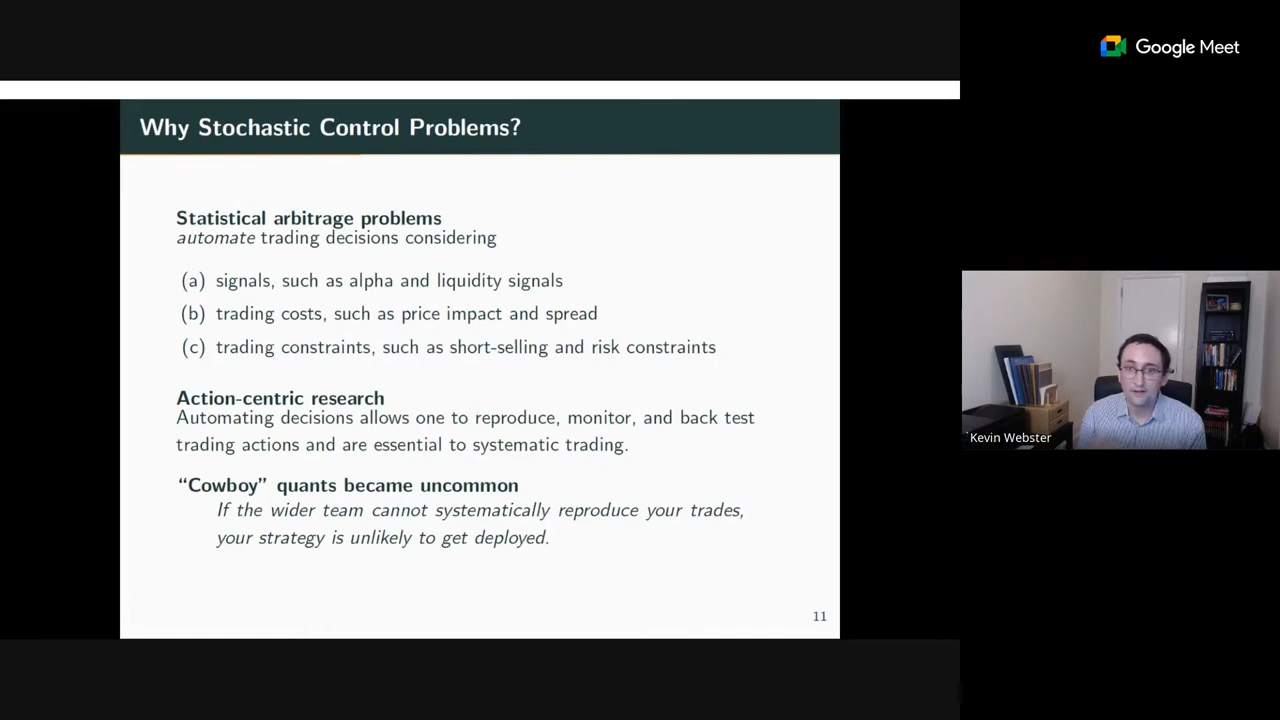 Google Meet
Why Stochastic Control Problems?
Statistical arbitrage problems
automate trading decisions considering
(a) signals, such as alpha and liquidity signals
(b) trading costs, such as price impact and spread
(c) trading constraints, such as short-selling and risk constraints
Action-centric research
Automating decisions allows one to reproduce, monitor, and back test
trading actions and are essential to systematic trading.
“Cowboy” quants became uncommon
If the wider team cannot systematically reproduce your trades,
your strategy is unlikely to get deployed.
11
Kevin Webster